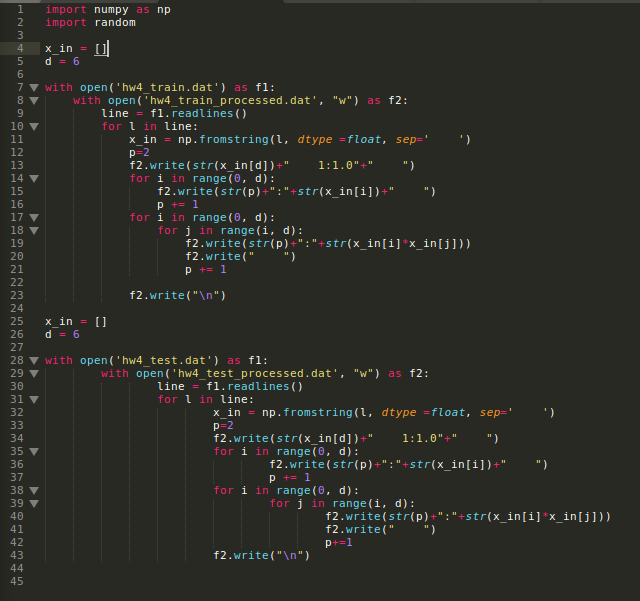 1 import numpy as np
2 import random
3
4 x_in = []
5 d = 6
6
7 with open('hw4_train.dat') as f1:
8     with open('hw4_train_processed.dat', "w") as f2:
9         line = f1.readlines()
10         for l in line:
11             x_in = np.fromstring(l, dtype =float, sep='    ')
12             p=2
13             f2.write(str(x_in[d])+"    1:1.0"+"    ")
14             for i in range(0, d):
15                 f2.write(str(p)+":"+str(x_in[i])+"    ")
16                 p += 1
17             for i in range(0, d):
18                 for j in range(i, d):
19                     f2.write(str(p)+":"+str(x_in[i]*x_in[j]))
20                     f2.write("    ")
21                     p += 1
22
23             f2.write("\n")
24
25 x_in = []
26 d = 6
27
28 with open('hw4_test.dat') as f1:
29         with open('hw4_test_processed.dat', "w") as f2:
30                 line = f1.readlines()
31                 for l in line:
32                         x_in = np.fromstring(l, dtype =float, sep='    ')
33                         p=2
34                         f2.write(str(x_in[d])+"    1:1.0"+"    ")
35                         for i in range(0, d):
36                                 f2.write(str(p)+":"+str(x_in[i])+"    ")
37                                 p += 1
38                         for i in range(0, d):
39                                 for j in range(i, d):
40                                         f2.write(str(p)+":"+str(x_in[i]*x_in[j]))
41                                         f2.write("    ")
42                                         p+=1
43                         f2.write("\n")
44
45